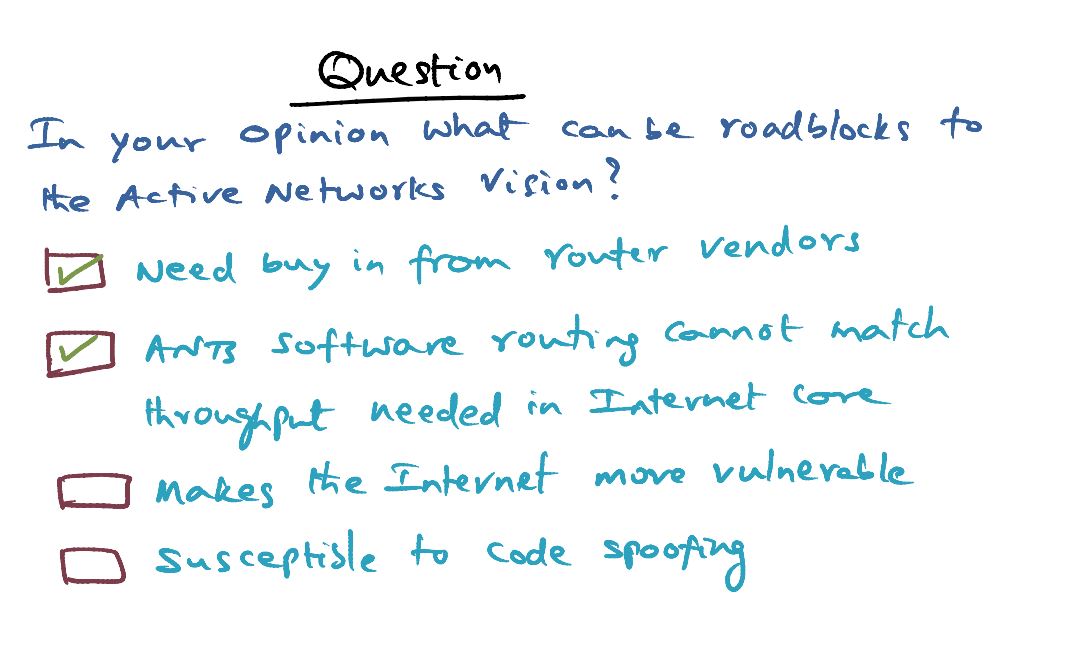 Question
In your opinion what can be roadblocks to
the Active Networks vision?
Need buy in from router vendors
ANTS software routing cannot match
throughput needed in Internet core
Makes the Internet more vulnerable
Susceptible to code spoofing